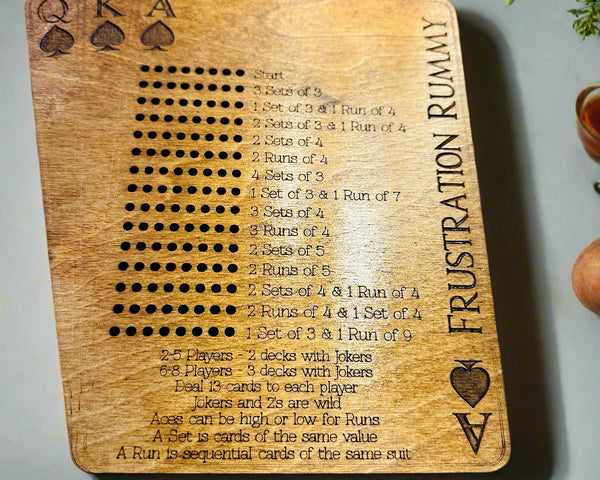 Q K A
Start
3 Sets of 3
1 Set of 3 & 1 Run of 4
2 Sets of 3 & 1 Run of 4
2 Sets of 4
2 Runs of 4
4 Sets of 3
1 Set of 3 & 1 Run of 7
3 Sets of 4
3 Runs of 4
2 Sets of 5
2 Runs of 5
2 Sets of 4 & 1 Run of 4
2 Runs of 4 & 1 Set of 4
1 Set of 3 & 1 Run of 9
2-5 Players - 2 decks with Jokers
6-8 Players - 3 decks with Jokers
Deal 13 cards to each player
Jokers and 2's are wild
Aces can be high or low for Runs
A Set is cards of the same value
A Run is sequential cards of the same suit
FRUSTRATION RUMMY
A